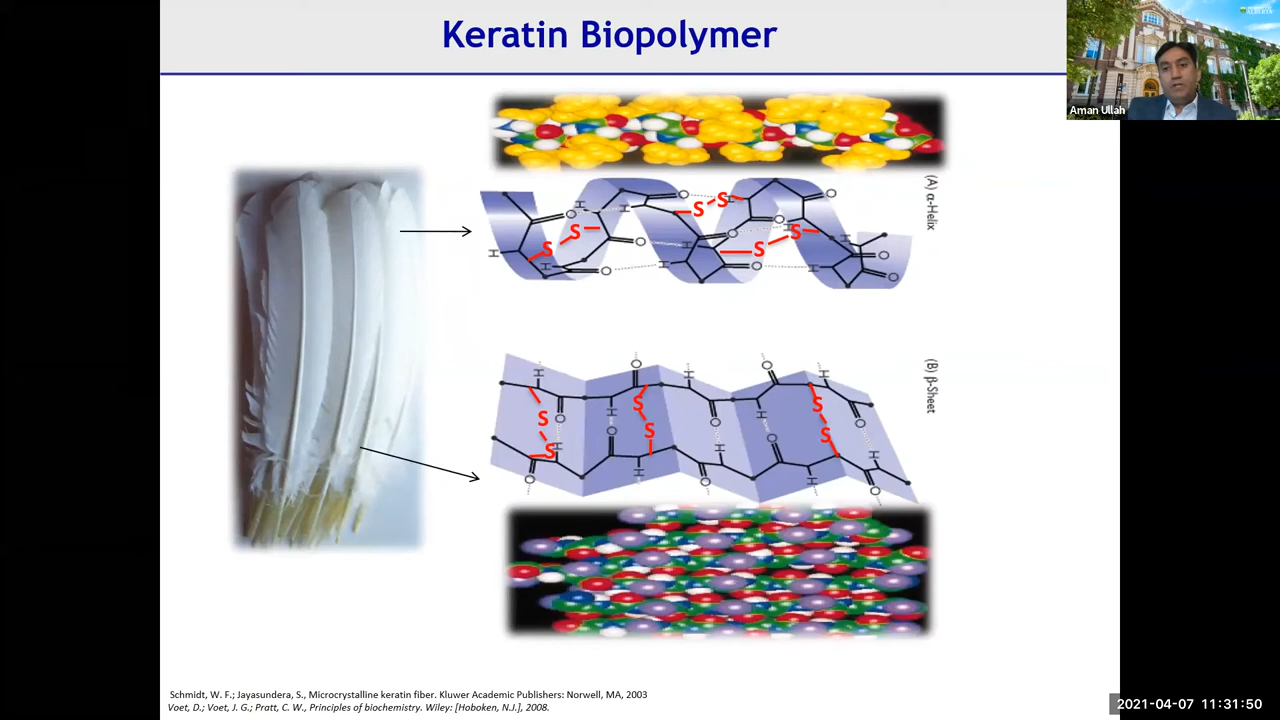 Keratin Biopolymer
ALBERTA
Aman Ullah
(A) α-Helix
S S S S S S
O O O O O O O O O O
H H H H H H H H
(B) β-Sheet
S S S S S S
O O O O O O O O O O
H H H H H H H H H H
Schmidt, W. F.; Jayasundera, S., Microcrystalline keratin fiber. Kluwer Academic Publishers: Norwell, MA, 2003
Voet, D.; Voet, J. G.; Pratt, C. W., Principles of biochemistry. Wiley: [Hoboken, N.J.], 2008.
2021-04-07 11:31:50